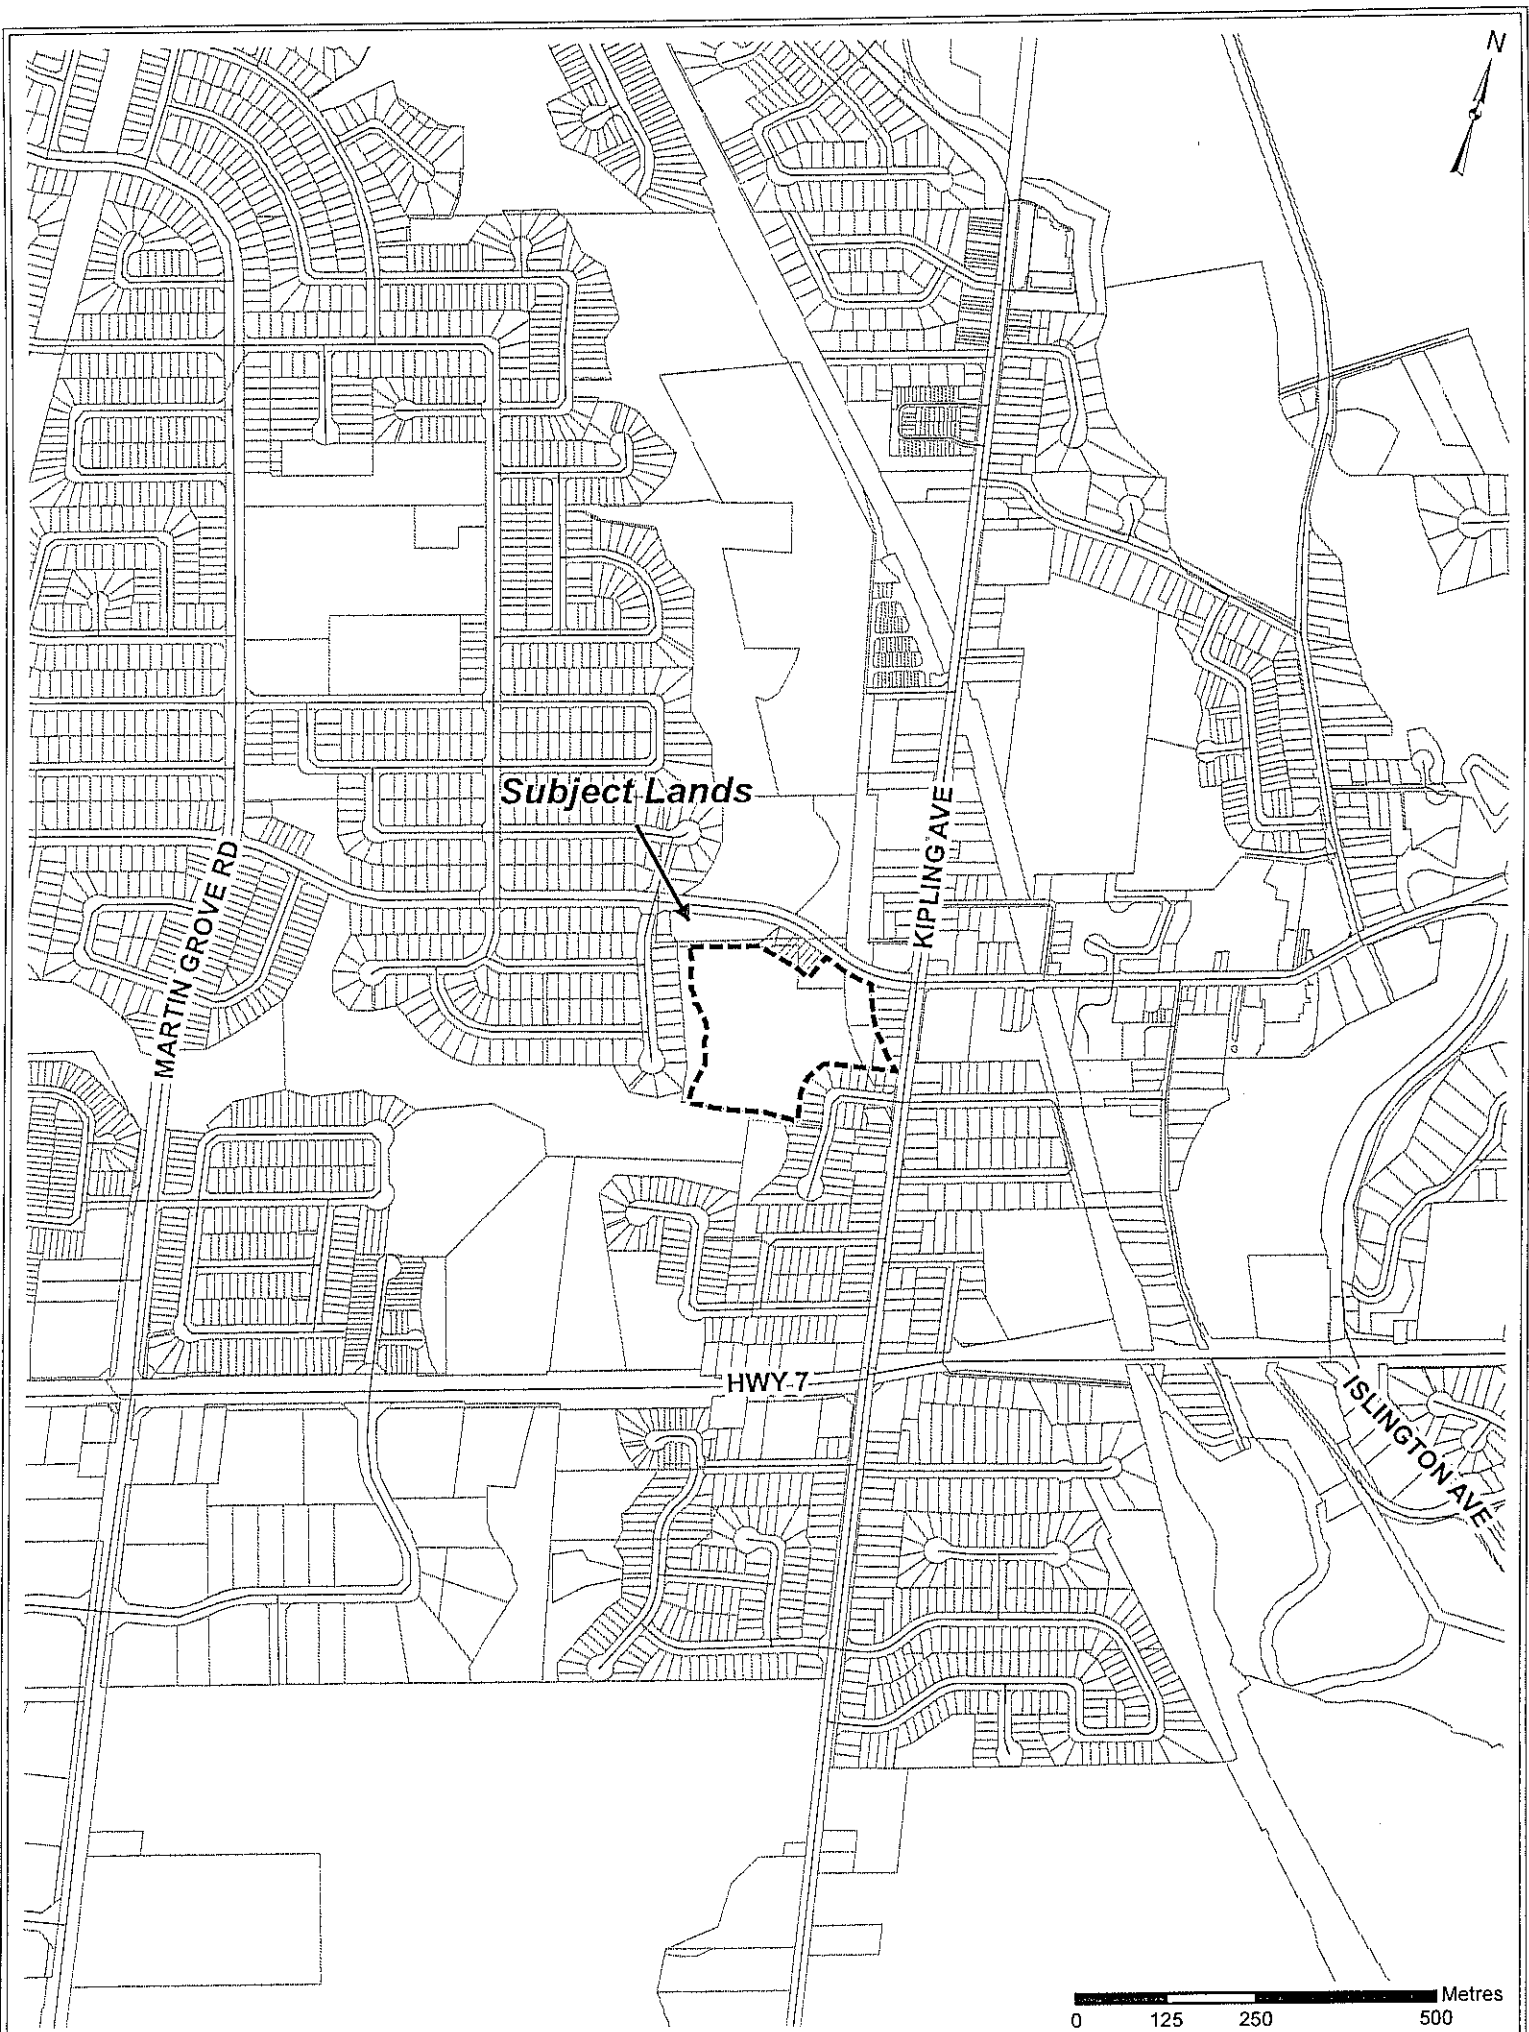 N
Subject Lands
KIPLING AVE
MARTIN GROVE RD
HWY 7
ISLINGTON AVE
Metres
0 125 250 500